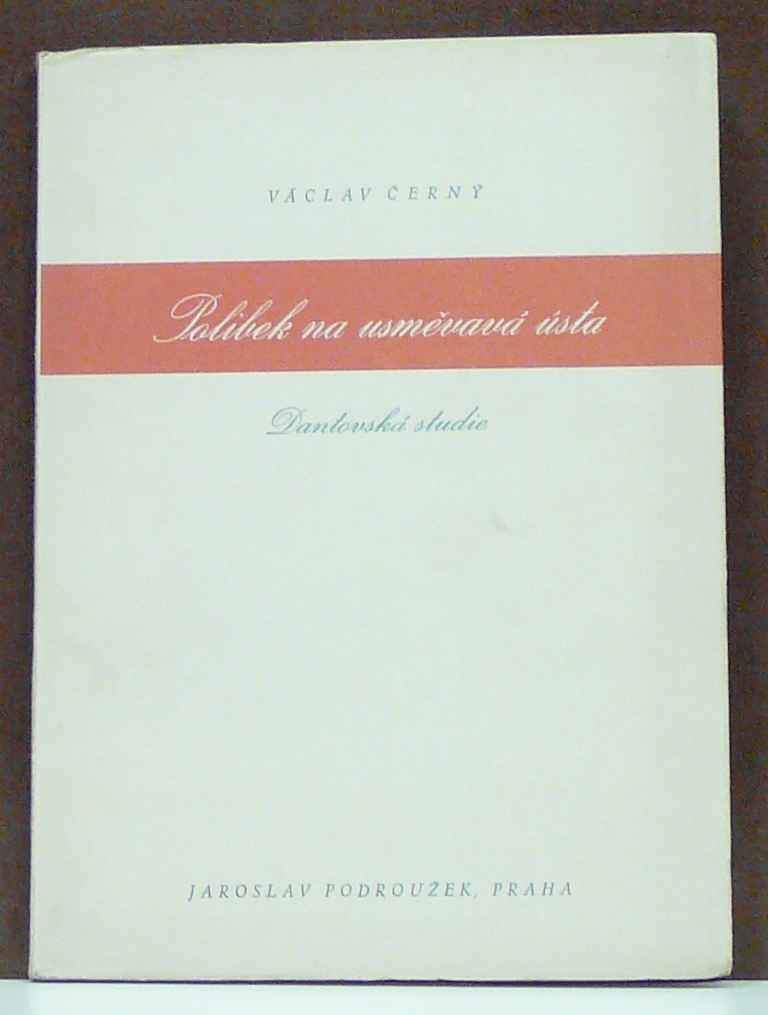 VÁCLAV ČERNÝ
Polibek na usměvavá ústa
Dantovská studie
JAROSLAV PODROUŽEK, PRAHA